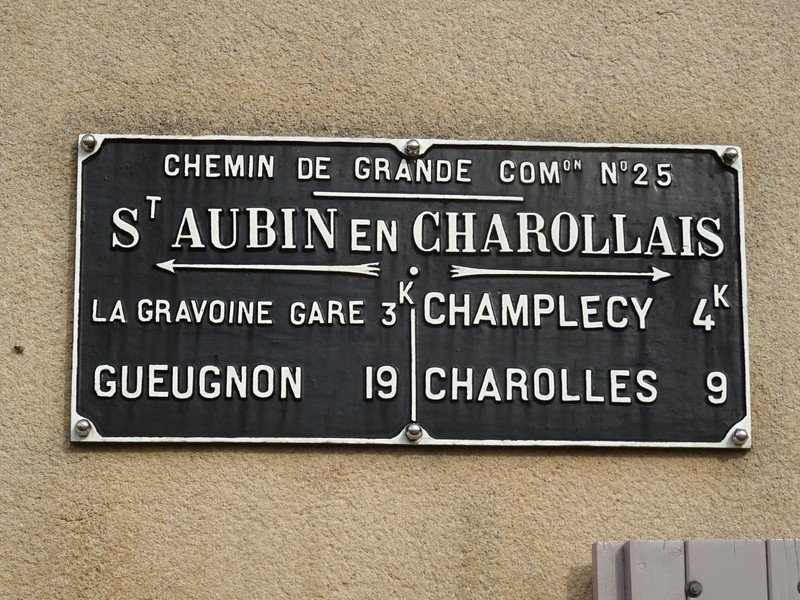 CHEMIN DE GRANDE COMᴼᴺ Nº 25
Sᵀ AUBIN EN CHAROLLAIS
LA GRAVOINE GARE 3ᴷ
GUEUGNON 19
CHAMPLECY 4ᴷ
CHAROLLES 9